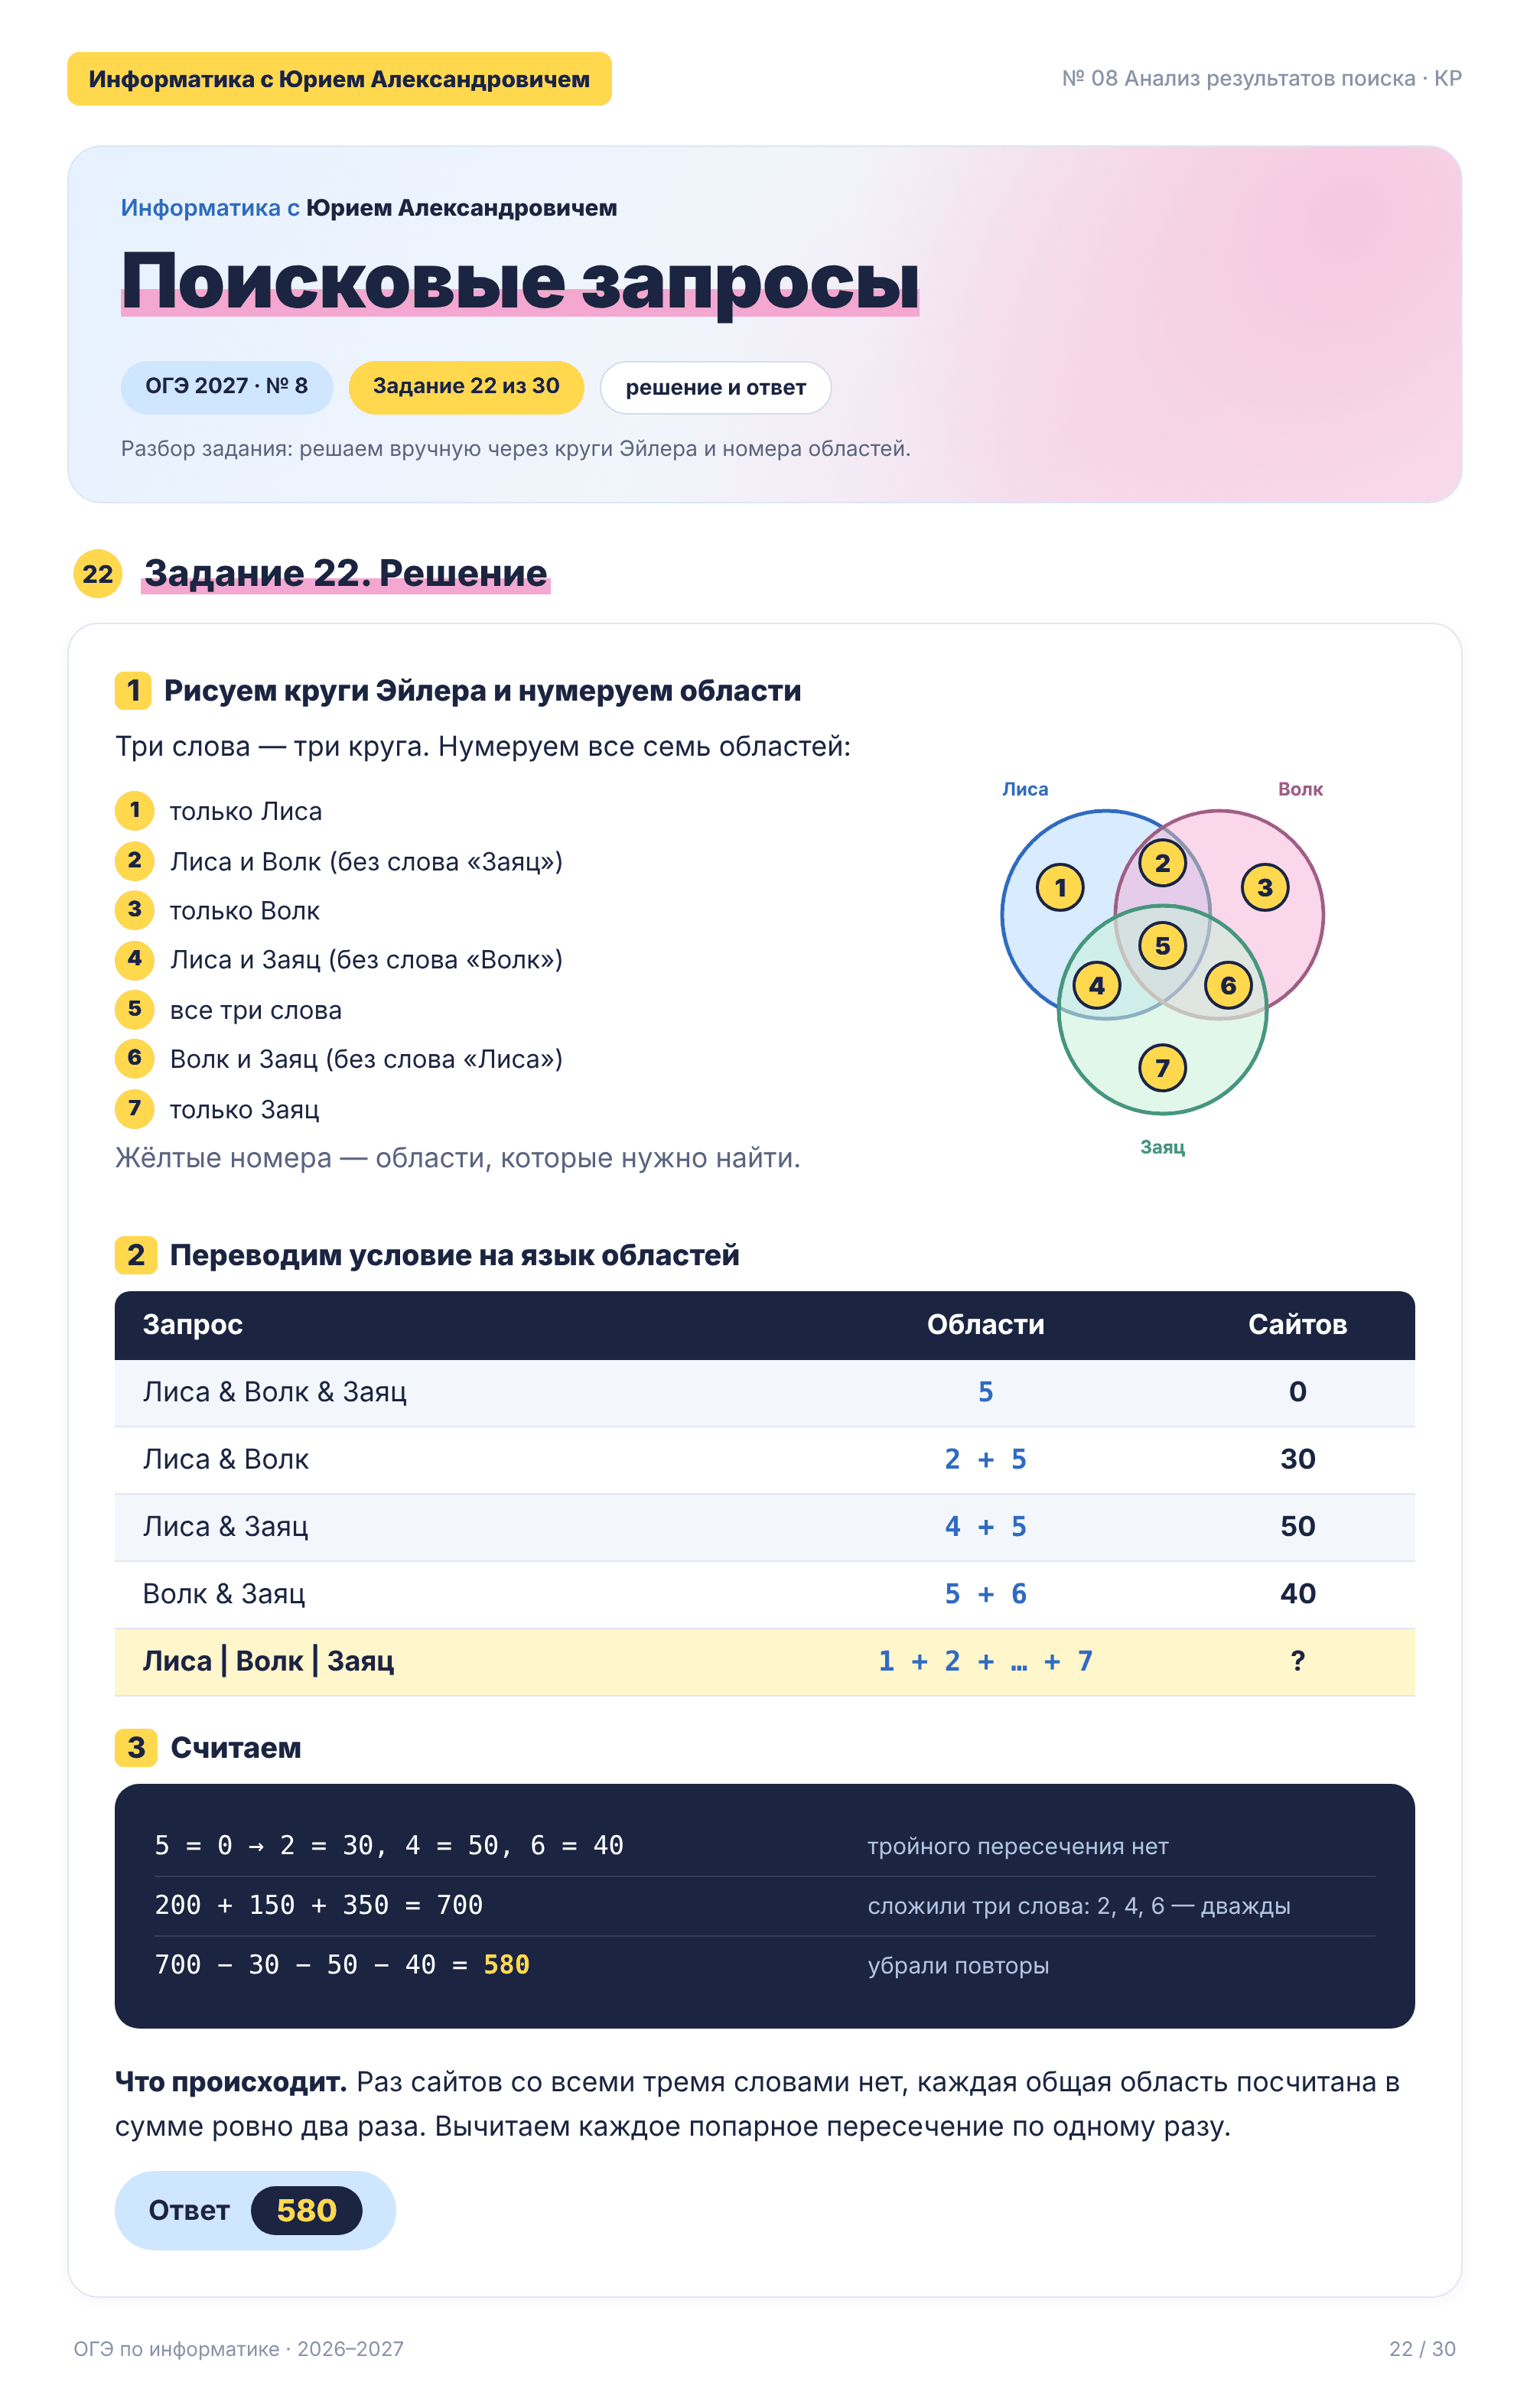 Информатика с Юрием Александровичем
№ 08 Анализ результатов поиска · КР
Информатика с Юрием Александровичем
Поисковые запросы
ОГЭ 2027 · № 8
Задание 22 из 30
решение и ответ
Разбор задания: решаем вручную через круги Эйлера и номера областей.
22 Задание 22. Решение
1 Рисуем круги Эйлера и нумеруем области
Три слова — три круга. Нумеруем все семь областей:
1 только Лиса
2 Лиса и Волк (без слова «Заяц»)
3 только Волк
4 Лиса и Заяц (без слова «Волк»)
5 все три слова
6 Волк и Заяц (без слова «Лиса»)
7 только Заяц
Жёлтые номера — области, которые нужно найти.
Лиса
Волк
1
2
3
5
4
6
7
Заяц
2 Переводим условие на язык областей
Запрос Области Сайтов
Лиса & Волк & Заяц 5 0
Лиса & Волк 2 + 5 30
Лиса & Заяц 4 + 5 50
Волк & Заяц 5 + 6 40
Лиса | Волк | Заяц 1 + 2 + … + 7 ?
3 Считаем
5 = 0 → 2 = 30, 4 = 50, 6 = 40 тройного пересечения нет
200 + 150 + 350 = 700 сложили три слова: 2, 4, 6 — дважды
700 − 30 − 50 − 40 = 580 убрали повторы
Что происходит. Раз сайтов со всеми тремя словами нет, каждая общая область посчитана в
сумме ровно два раза. Вычитаем каждое попарное пересечение по одному разу.
Ответ 580
ОГЭ по информатике · 2026–2027
22 / 30